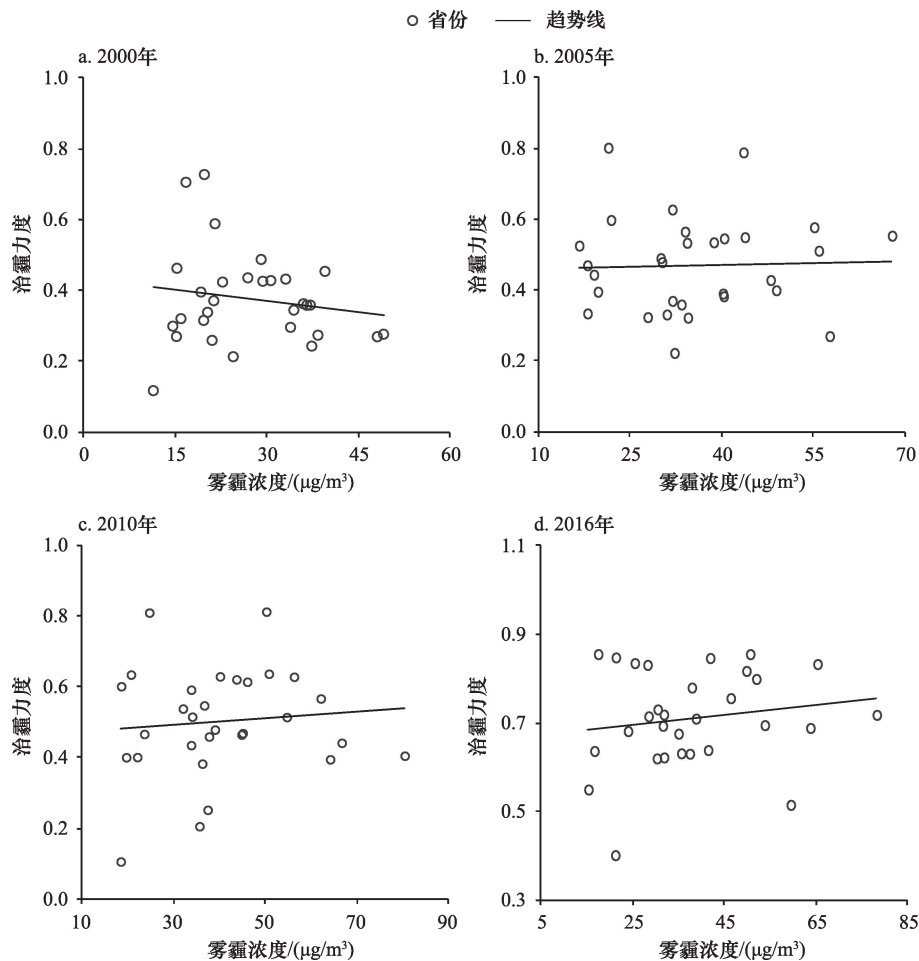 省份 趋势线
a. 2000年
1.0
0.8
0.6
0.4
0.2
0.0
治霾力度
0 15 30 45 60
雾霾浓度/(μg/m³)
b. 2005年
1.0
0.8
0.6
0.4
0.2
0.0
治霾力度
10 25 40 55 70
雾霾浓度/(μg/m³)
c. 2010年
1.0
0.8
0.6
0.4
0.2
0.0
治霾力度
10 30 50 70 90
雾霾浓度/(μg/m³)
d. 2016年
1.1
0.9
0.7
0.5
0.3
治霾力度
5 25 45 65 85
雾霾浓度/(μg/m³)